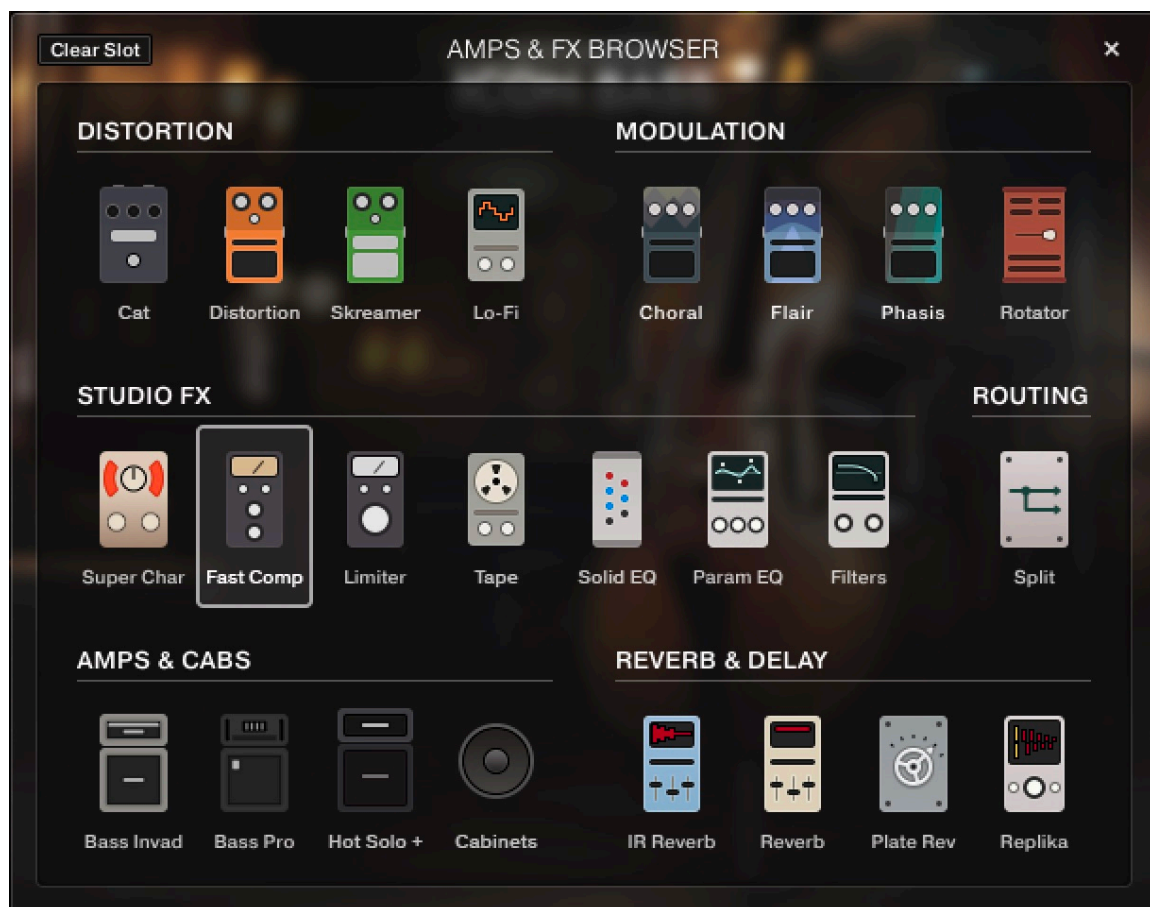 Clear Slot
AMPS & FX BROWSER
DISTORTION
Cat
Distortion
Skreamer
Lo-Fi
MODULATION
Choral
Flair
Phasis
Rotator
STUDIO FX
Super Char
Fast Comp
Limiter
Tape
Solid EQ
Param EQ
Filters
ROUTING
Split
AMPS & CABS
Bass Invad
Bass Pro
Hot Solo +
Cabinets
REVERB & DELAY
IR Reverb
Reverb
Plate Rev
Replika